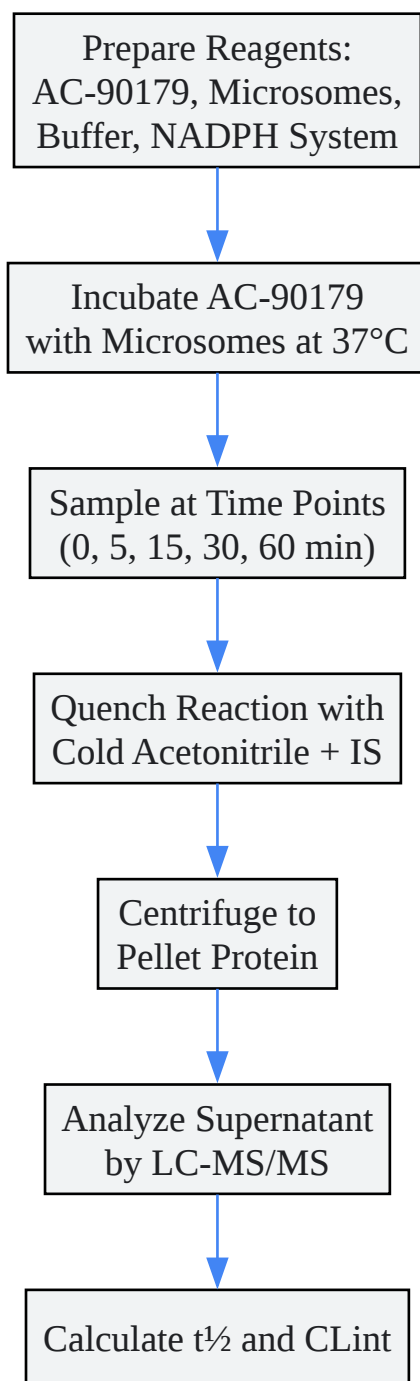 Prepare Reagents:
AC-90179, Microsomes,
Buffer, NADPH System
Incubate AC-90179
with Microsomes at 37°C
Sample at Time Points
(0, 5, 15, 30, 60 min)
Quench Reaction with
Cold Acetonitrile + IS
Centrifuge to
Pellet Protein
Analyze Supernatant
by LC-MS/MS
Calculate t½ and CLint